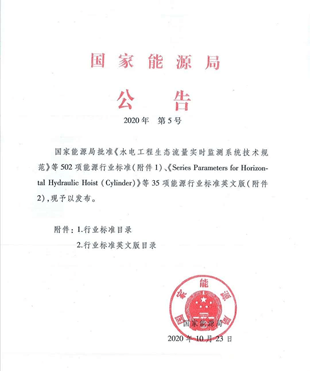 国家能源局
公告
2020年 第5号
国家能源局批准《水电工程生态流量实时监测系统技术规
范》等502项能源行业标准(附件1)、《Series Parameters for Horizon-
tal Hydraulic Hoist (Cylinder)》等35项能源行业标准英文版(附件
2),现予以发布。
附件:1.行业标准目录
2.行业标准英文版目录
国家能源局
国家能源局
2020年10月23日